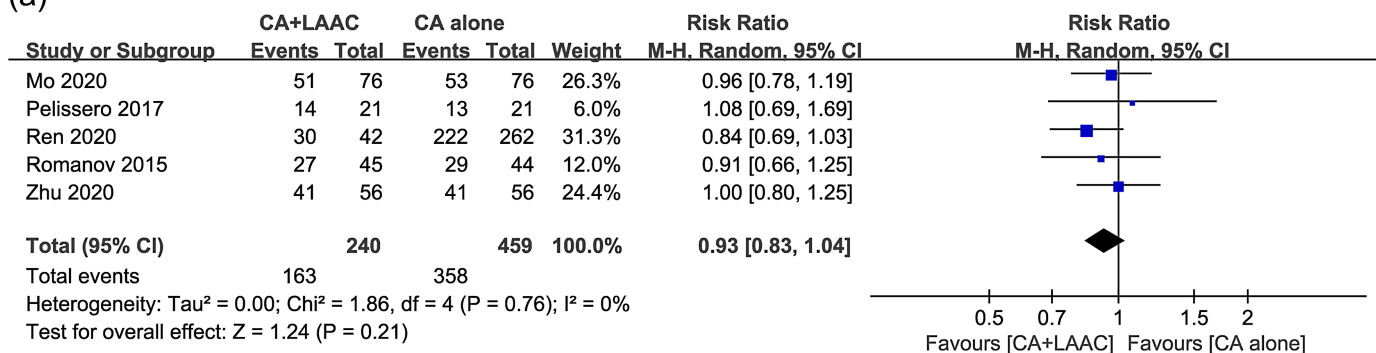 (a)
CA+LAAC CA alone Risk Ratio Risk Ratio
Study or Subgroup Events Total Events Total Weight M-H, Random, 95% CI M-H, Random, 95% CI
Mo 2020 51 76 53 76 26.3% 0.96 [0.78, 1.19]
Pelissero 2017 14 21 13 21 6.0% 1.08 [0.69, 1.69]
Ren 2020 30 42 222 262 31.3% 0.84 [0.69, 1.03]
Romanov 2015 27 45 29 44 12.0% 0.91 [0.66, 1.25]
Zhu 2020 41 56 41 56 24.4% 1.00 [0.80, 1.25]
Total (95% CI) 240 459 100.0% 0.93 [0.83, 1.04]
Total events 163 358
Heterogeneity: Tau² = 0.00; Chi² = 1.86, df = 4 (P = 0.76); I² = 0%
Test for overall effect: Z = 1.24 (P = 0.21)
0.5 0.7 1 1.5 2
Favours [CA+LAAC] Favours [CA alone]